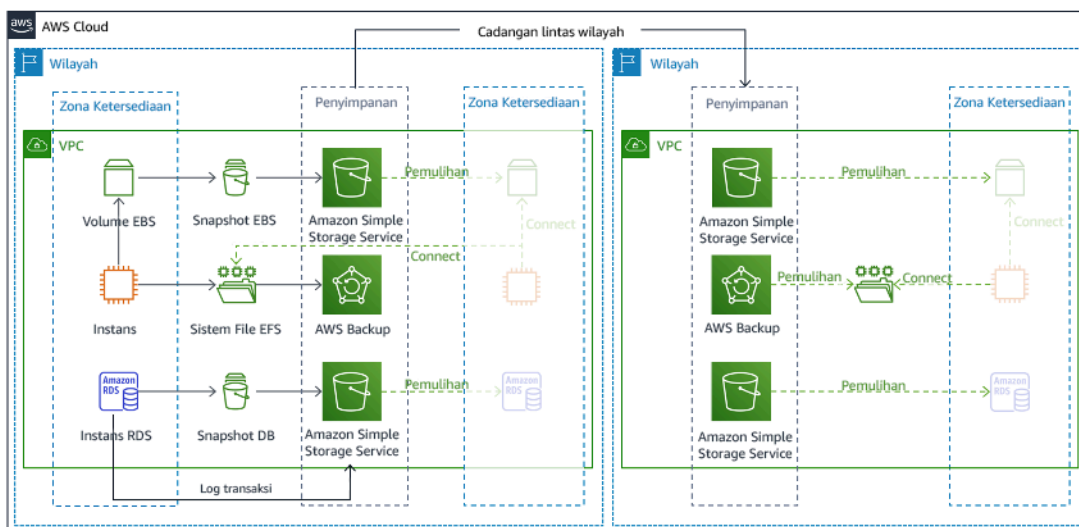 aws
AWS Cloud
Cadangan lintas wilayah
Wilayah
Zona Ketersediaan
Penyimpanan
Zona Ketersediaan
VPC
Volume EBS
Snapshot EBS
Amazon Simple
Storage Service
Pemulihan
Connect
Connect
Instans
Sistem File EFS
AWS Backup
Amazon
RDS
Instans RDS
Snapshot DB
Amazon Simple
Storage Service
Pemulihan
Amazon
RDS
Log transaksi
Wilayah
Penyimpanan
Zona Ketersediaan
VPC
Pemulihan
Amazon Simple
Storage Service
Connect
Pemulihan
Connect
AWS Backup
Pemulihan
Amazon
RDS
Amazon Simple
Storage Service